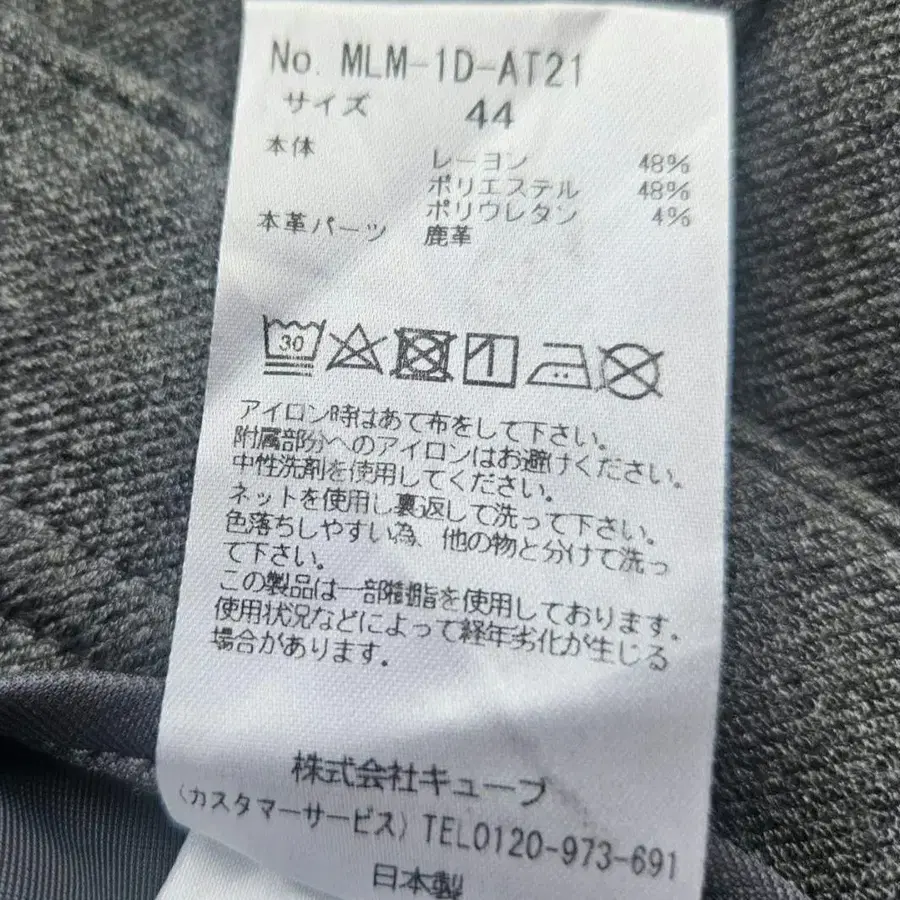 No. MLM-1D-AT21
サイズ 44
本体 レーヨン 48%
ポリエステル 48%
ポリウレタン 4%
本革パーツ 鹿革
30
アイロンR寺はあて布をして下さい。
附属部分へのアイロンはお避けください。
中性洗剤を使用してください。
ネットを使用し裏返して洗って下さい。
色落ちしやすい為、他の物と分けて洗っ
て下さい。
この製品は一部樹脂を使用しております。
使用状況などによって経年劣化が生じる
場合があります。
株式会社キューブ
(カスタマーサービス) TEL0120-973-691
日本製